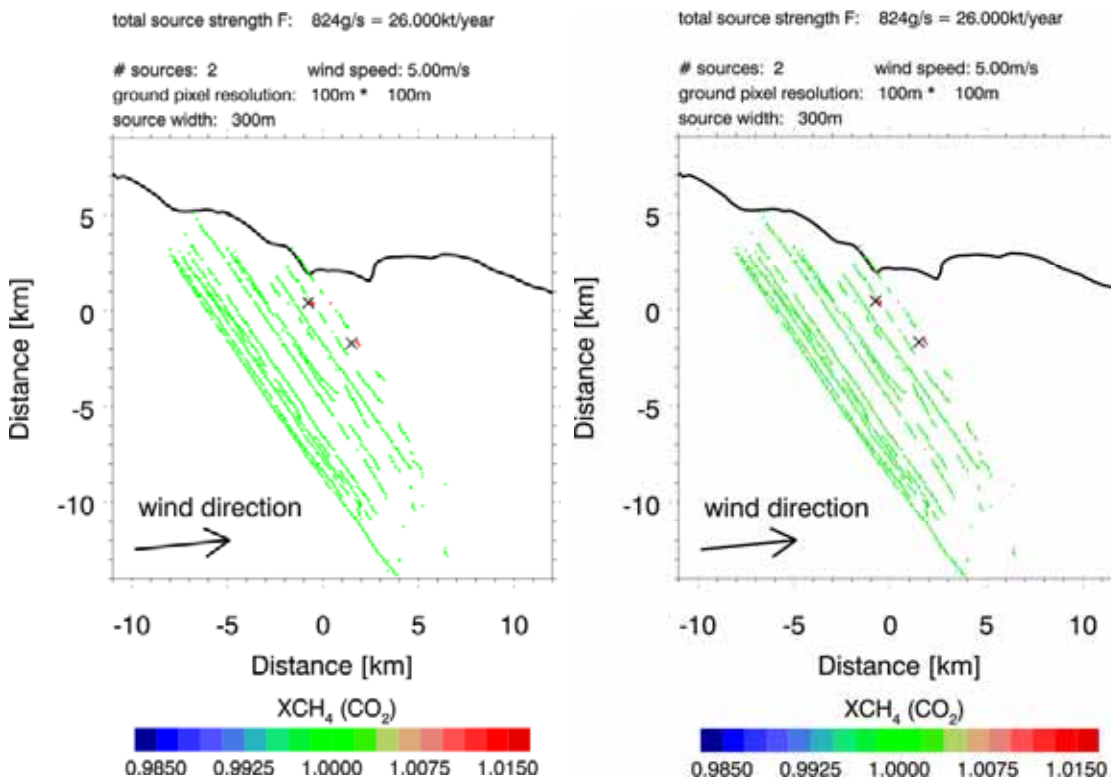 total source strength F: 824g/s = 26.000kt/year
# sources: 2 wind speed: 5.00m/s
ground pixel resolution: 100m * 100m
source width: 300m
5
0
-5
-10
Distance [km]
wind direction
-10 -5 0 5 10
Distance [km]
XCH₄ (CO₂)
0.9850 0.9925 1.0000 1.0075 1.0150
total source strength F: 824g/s = 26.000kt/year
# sources: 2 wind speed: 5.00m/s
ground pixel resolution: 100m * 100m
source width: 300m
5
0
-5
-10
Distance [km]
wind direction
-10 -5 0 5 10
Distance [km]
XCH₄ (CO₂)
0.9850 0.9925 1.0000 1.0075 1.0150